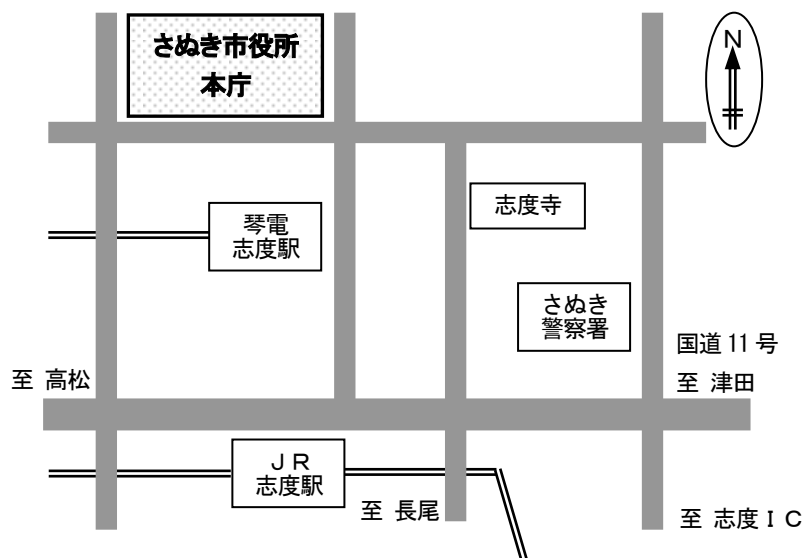 さぬき市役所
本庁
N
志度寺
琴電
志度駅
さぬき
警察署
国道 11 号
至 高松
至 津田
ＪＲ
志度駅
至 長尾
至 志度ＩＣ